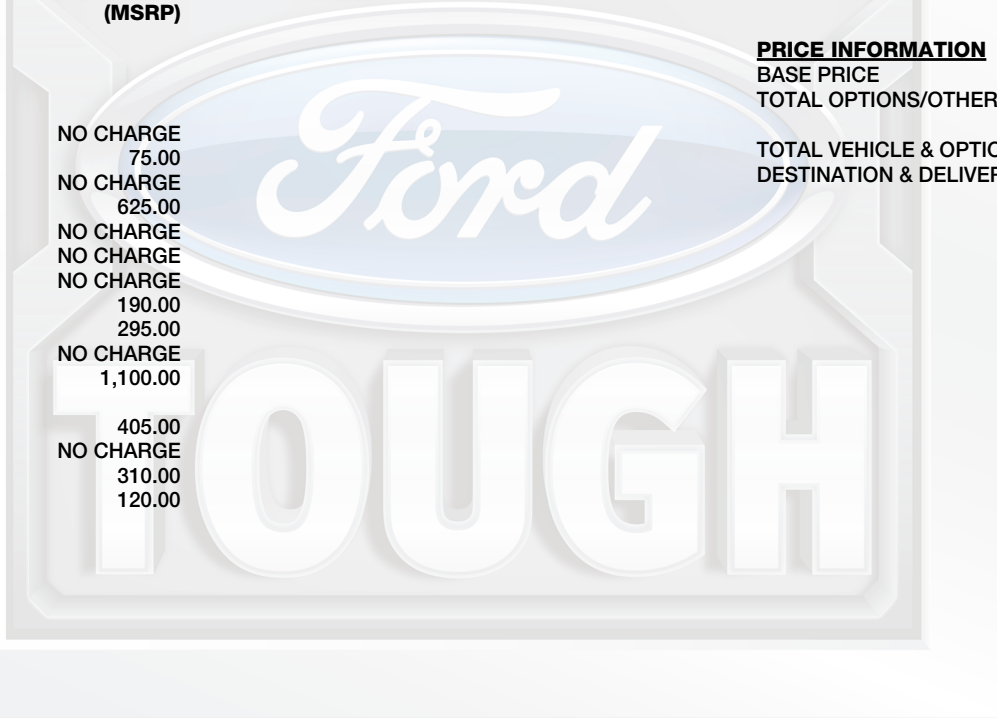 (MSRP)
NO CHARGE
75.00
NO CHARGE
625.00
NO CHARGE
NO CHARGE
NO CHARGE
190.00
295.00
NO CHARGE
1,100.00
405.00
NO CHARGE
310.00
120.00
PRICE INFORMATION
BASE PRICE
TOTAL OPTIONS/OTHER
TOTAL VEHICLE & OPTIO
DESTINATION & DELIVER
Ford
TOUGH